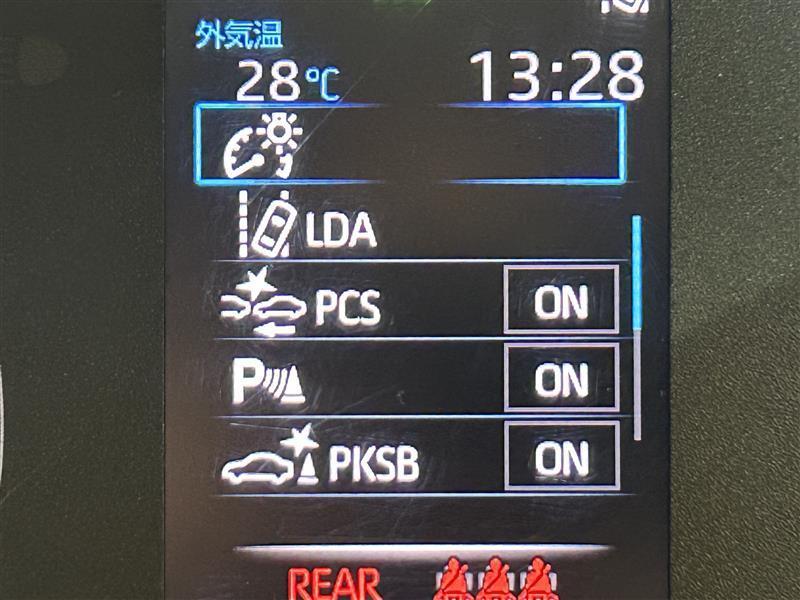 外気温
28℃ 13:28
LDA
PCS ON
P ON
PKSB ON
REAR